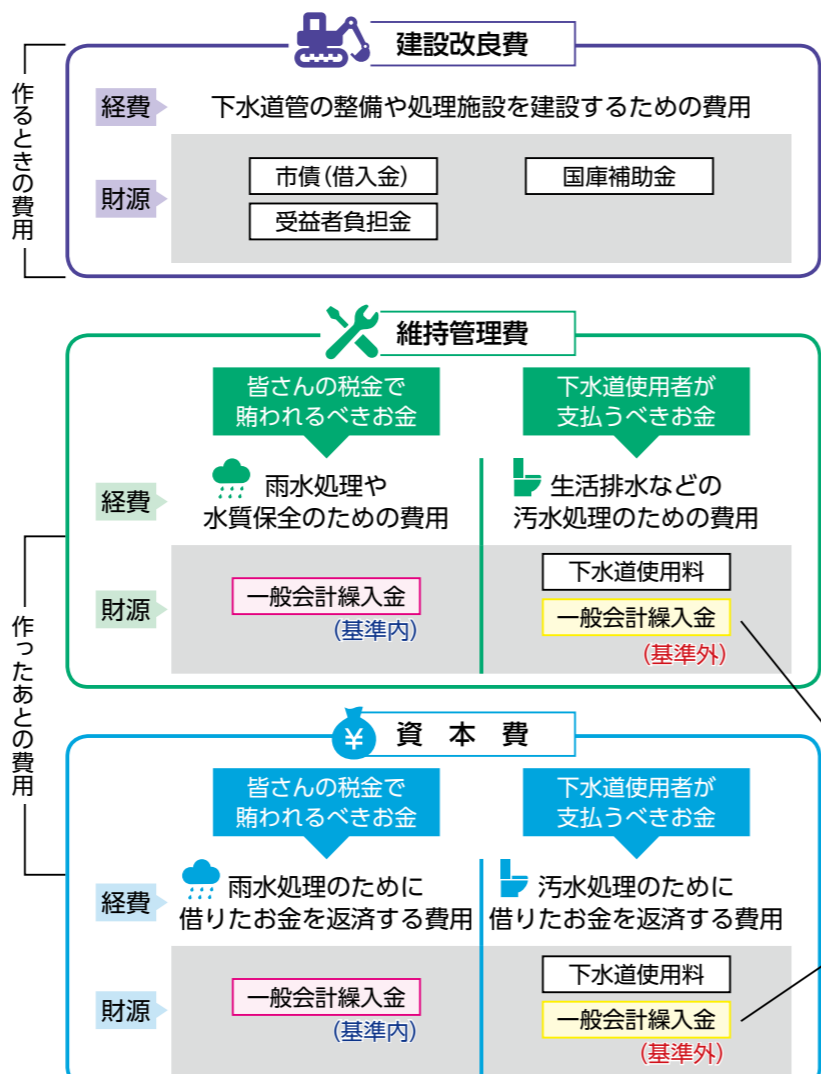 建設改良費
作るときの費用
経費
下水道管の整備や処理施設を建設するための費用
財源
市債(借入金)
国庫補助金
受益者負担金
維持管理費
皆さんの税金で
賄われるべきお金
下水道使用者が
支払うべきお金
経費
雨水処理や
水質保全のための費用
生活排水などの
汚水処理のための費用
財源
一般会計繰入金
(基準内)
下水道使用料
一般会計繰入金
(基準外)
作ったあとの費用
¥
資本費
皆さんの税金で
賄われるべきお金
下水道使用者が
支払うべきお金
経費
雨水処理のために
借りたお金を返済する費用
汚水処理のために
借りたお金を返済する費用
財源
一般会計繰入金
(基準内)
下水道使用料
一般会計繰入金
(基準外)